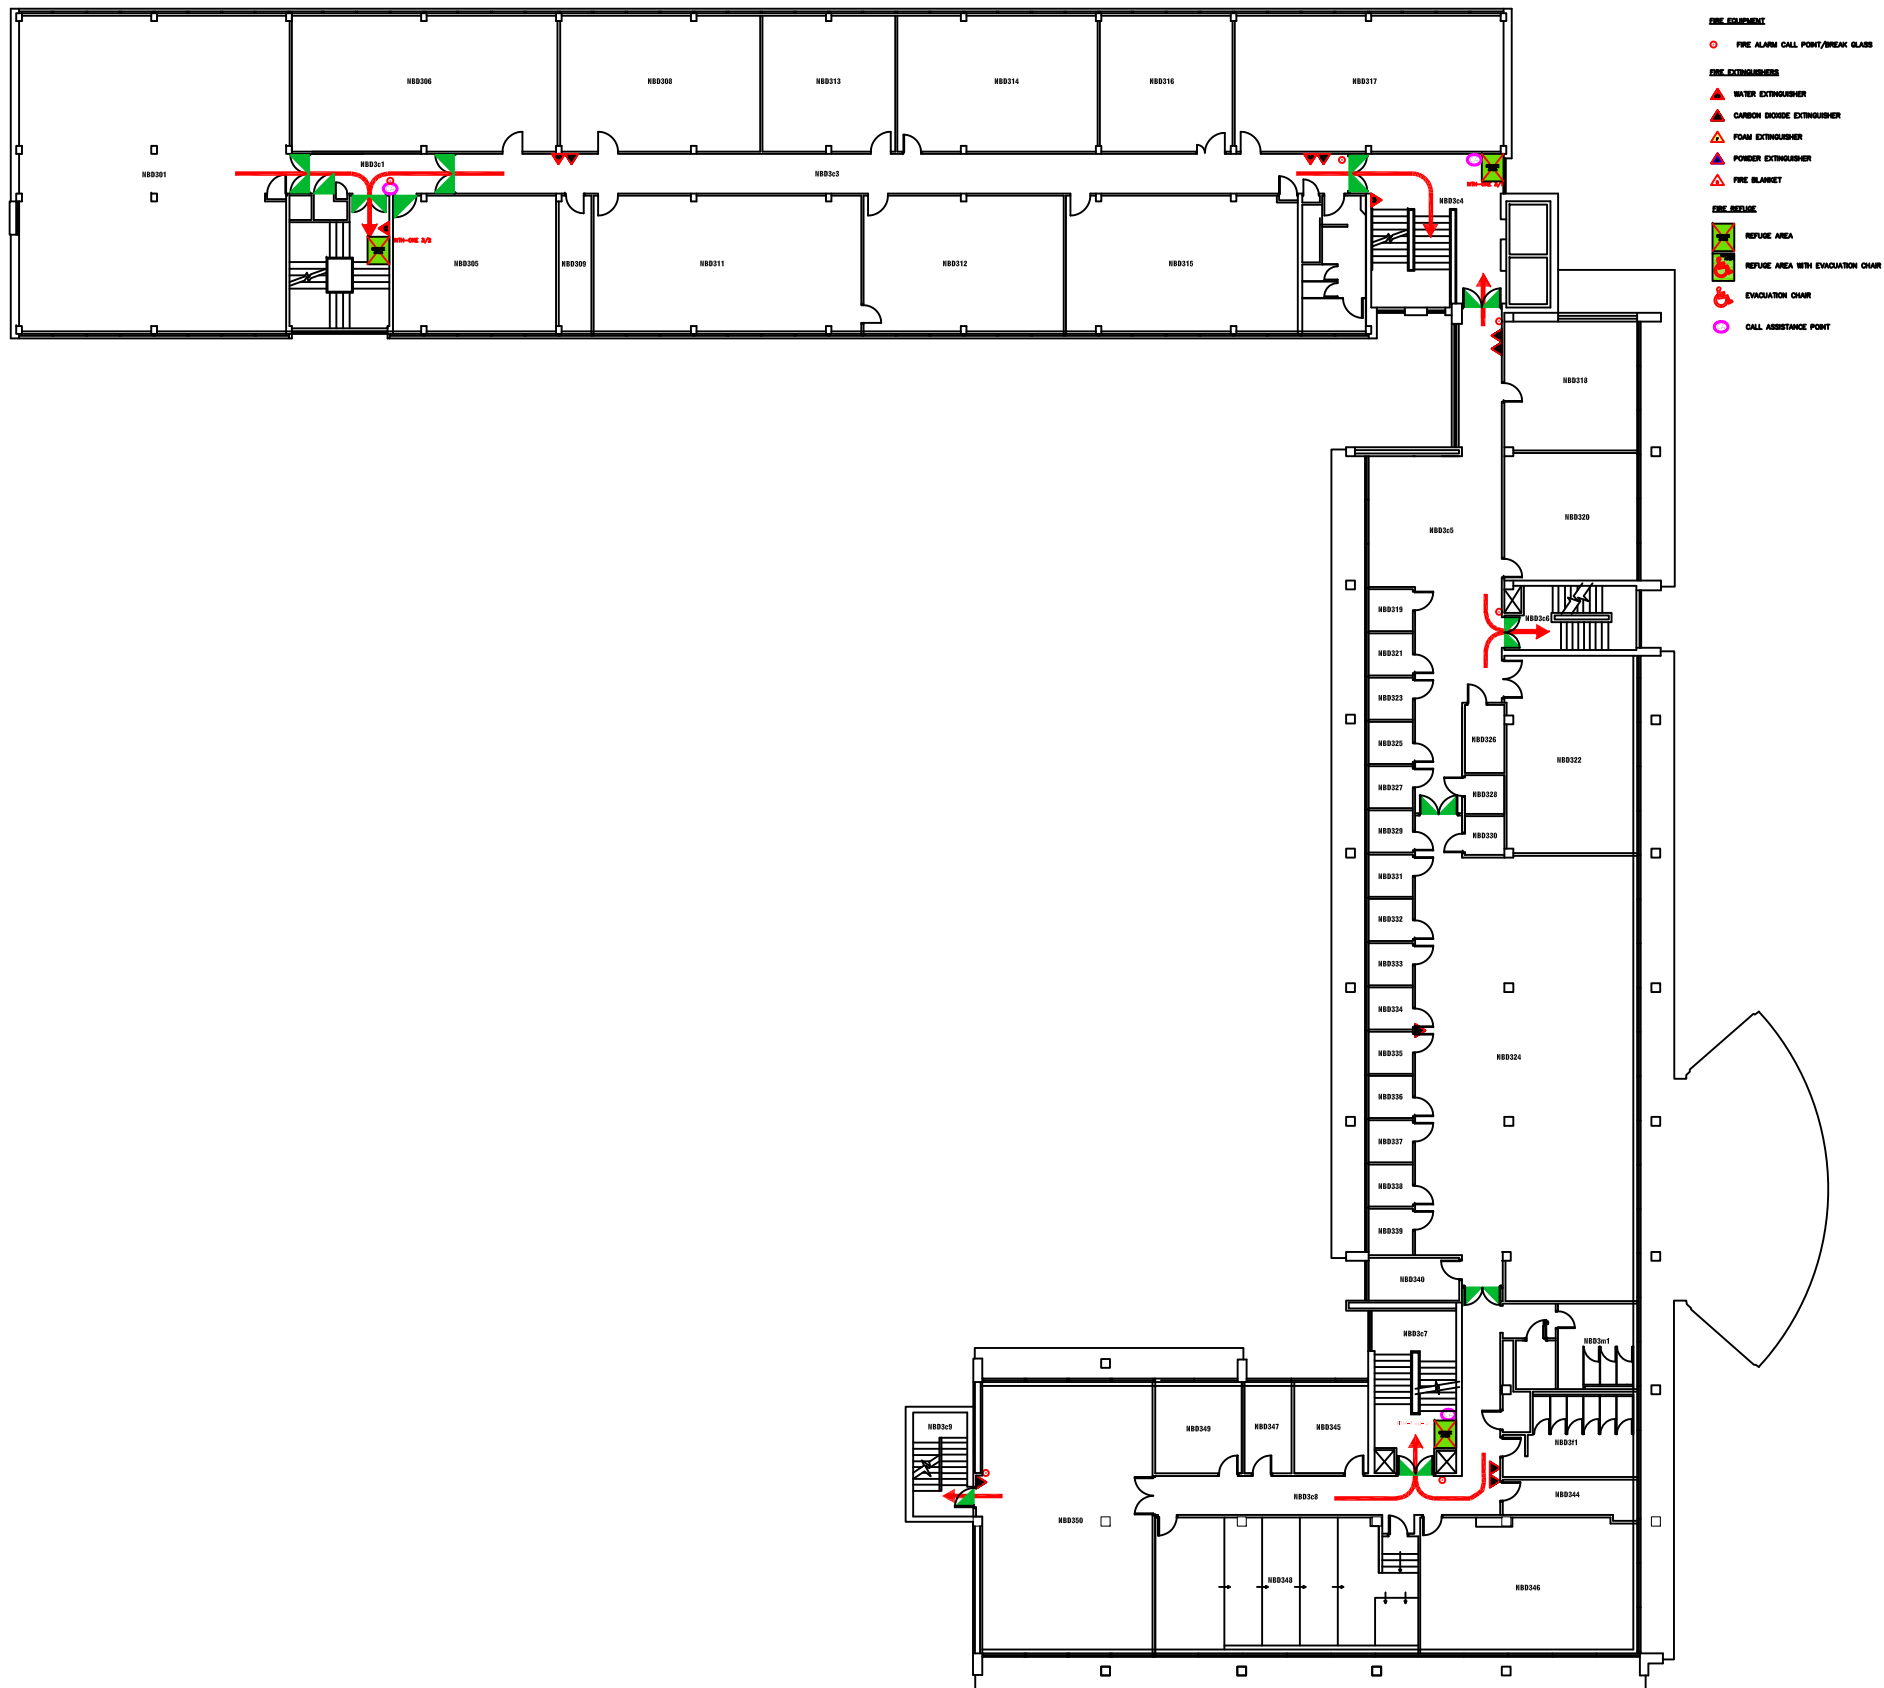 FIRE EQUIPMENT
FIRE ALARM CALL POINT/BREAK GLASS
FIRE EXTINGUISHERS
WATER EXTINGUISHER
CARBON DIOXIDE EXTINGUISHER
FOAM EXTINGUISHER
POWDER EXTINGUISHER
FIRE BLANKET
FIRE REFUGE
REFUGE AREA
REFUGE AREA WITH EVACUATION CHAIR
EVACUATION CHAIR
CALL ASSISTANCE POINT
NBD306
NBD308
NBD313
NBD314
NBD316
NBD317
NBD3c1
NBD301
NBD3c3
NBD3c4
NBD305
NBD309
NBD311
NBD312
NBD315
NBD318
NBD320
NBD3c5
NBD319
NBD3c6
NBD321
NBD323
NBD325
NBD326
NBD322
NBD327
NBD328
NBD329
NBD330
NBD331
NBD332
NBD333
NBD334
NBD335
NBD324
NBD336
NBD337
NBD338
NBD339
NBD340
NBD3c7
NBD3m1
NBD3c9
NBD349
NBD347
NBD345
NBD3f1
NBD3c8
NBD344
NBD350
NBD348
NBD346